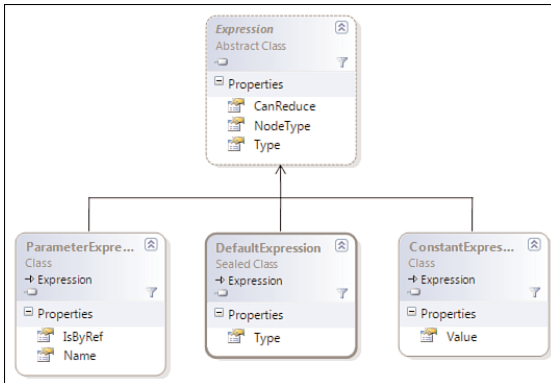 Expression
Abstract Class
Properties
CanReduce
NodeType
Type
ParameterExpre...
Class
Expression
Properties
IsByRef
Name
DefaultExpression
Sealed Class
Expression
Properties
Type
ConstantExpres...
Class
Expression
Properties
Value